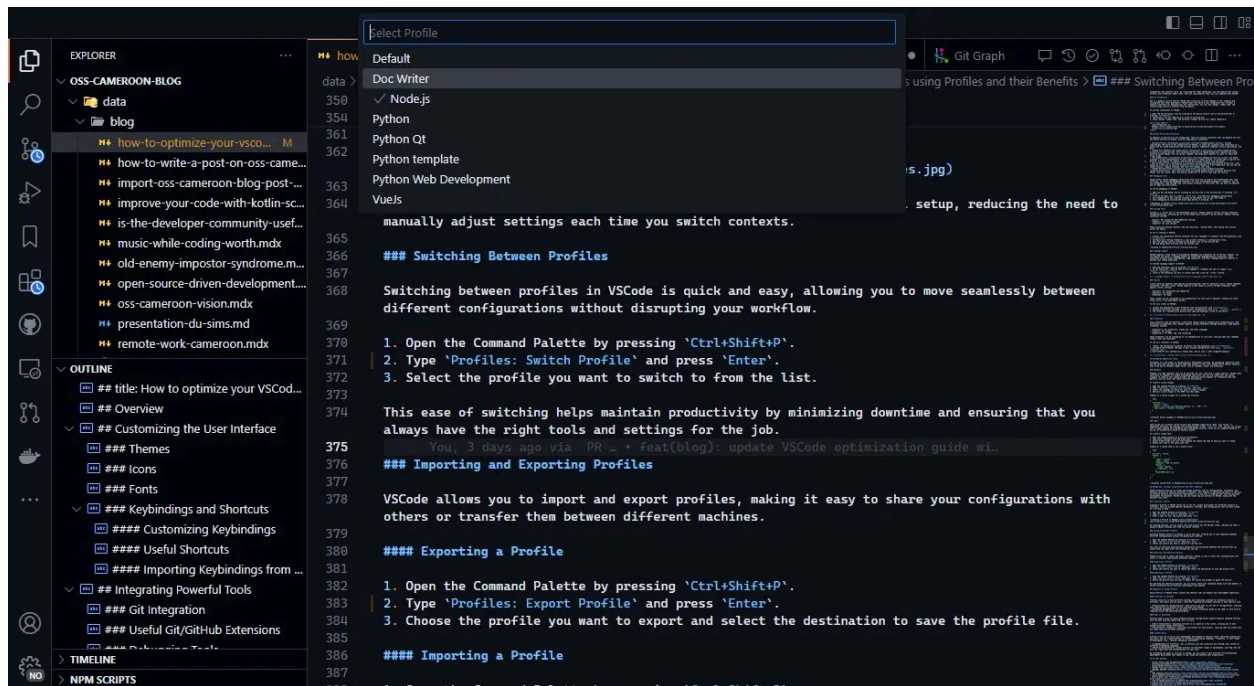 Select Profile
Default
Doc Writer
Node.js
Python
Python Qt
Python template
Python Web Development
VueJs
EXPLORER
OSS-CAMEROON-BLOG
data
blog
how-to-optimize-your-vsco... M
how-to-write-a-post-on-oss-came...
import-oss-cameroon-blog-post-...
improve-your-code-with-kotlin-sc...
is-the-developer-community-usef...
music-while-coding-worth.mdx
old-enemy-impostor-syndrome.m...
open-source-driven-development....
oss-cameroon-vision.mdx
presentation-du-sims.md
remote-work-cameroon.mdx
OUTLINE
## title: How to optimize your VSCod...
## Overview
## Customizing the User Interface
### Themes
### Icons
### Fonts
### Keybindings and Shortcuts
#### Customizing Keybindings
#### Useful Shortcuts
#### Importing Keybindings from ...
## Integrating Powerful Tools
### Git Integration
### Useful Git/GitHub Extensions
### Debugging Tools
TIMELINE
NPM SCRIPTS
NO
how
Git Graph
data >
s using Profiles and their Benefits > ### Switching Between Pro
350
354
361
362
es.jpg)
363
364 setup, reducing the need to
manually adjust settings each time you switch contexts.
365
366 ### Switching Between Profiles
367
368 Switching between profiles in VSCode is quick and easy, allowing you to move seamlessly between
different configurations without disrupting your workflow.
369
370 1. Open the Command Palette by pressing `Ctrl+Shift+P`.
371 2. Type `Profiles: Switch Profile` and press `Enter`.
372 3. Select the profile you want to switch to from the list.
373
374 This ease of switching helps maintain productivity by minimizing downtime and ensuring that you
always have the right tools and settings for the job.
375 You, 3 days ago via PR … • feat(blog): update VSCode optimization guide wi…
376 ### Importing and Exporting Profiles
377
378 VSCode allows you to import and export profiles, making it easy to share your configurations with
others or transfer them between different machines.
379
380 #### Exporting a Profile
381
382 1. Open the Command Palette by pressing `Ctrl+Shift+P`.
383 2. Type `Profiles: Export Profile` and press `Enter`.
384 3. Choose the profile you want to export and select the destination to save the profile file.
385
386 #### Importing a Profile
387